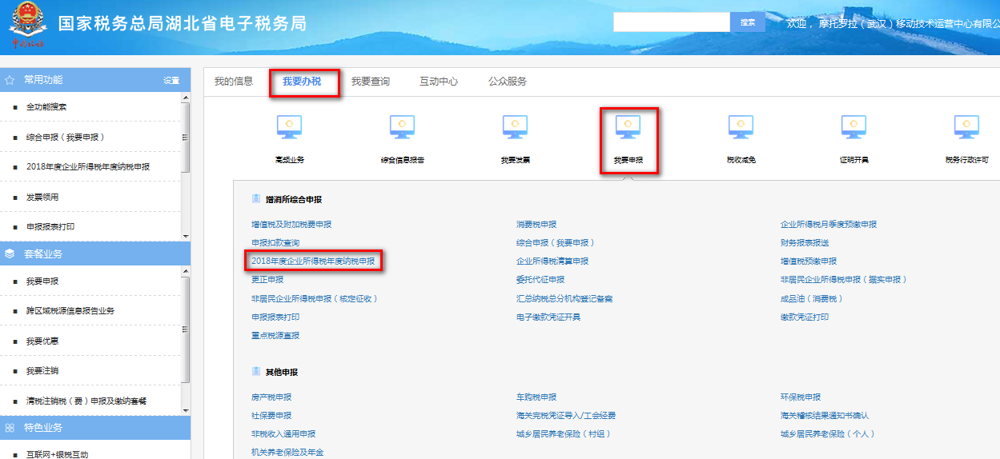 国家税务总局湖北省电子税务局
搜索
欢迎， 摩托罗拉（武汉）移动技术运营中心有限公
中国税务
常用功能
设置
全功能搜索
综合申报（我要申报）
2018年度企业所得税年度纳税申报
发票领用
申报报表打印
套餐业务
我要申报
跨区域税源信息报告业务
我要优惠
我要注销
清税注销税（费）申报及缴纳套餐
特色业务
互联网+银税互动
我的信息 我要办税 我要查询 互动中心 公众服务
高频业务 综合信息报告 我要发票 我要申报 税收减免 证明开具 税务行政许可
增消所综合申报
增值税及附加税费申报 消费税申报 企业所得税月季度预缴申报
申报扣款查询 综合申报（我要申报） 财务报表报送
2018年度企业所得税年度纳税申报 企业所得税清算申报 增值税预缴申报
更正申报 委托代征申报 非居民企业所得税申报（据实申报）
非居民企业所得税申报（核定征收） 汇总纳税总分机构登记备案 成品油（消费税）
申报报表打印 电子缴款凭证开具 缴款凭证打印
重点税源直报
其他申报
房产税申报 车购税申报 环保税申报
社保费申报 海关完税凭证导入/工会经费 海关稽核结果通知书确认
非税收入通用申报 城乡居民养老保险（村组） 城乡居民养老保险（个人）
机关养老保险及年金